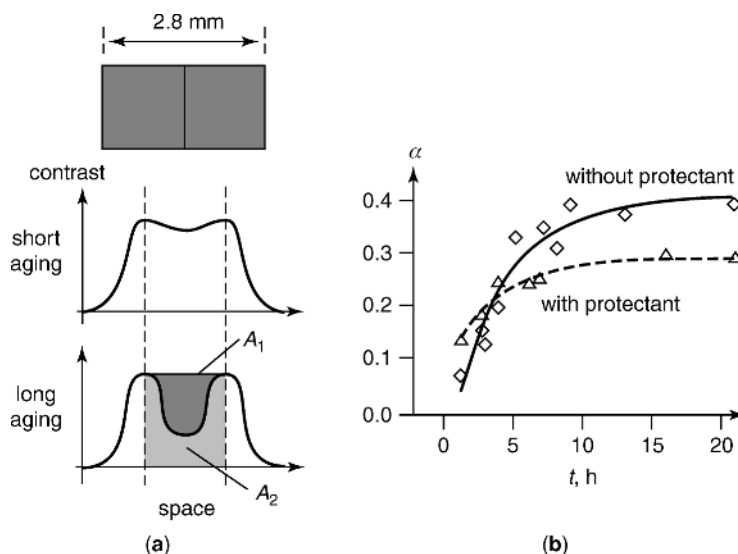 2.8 mm
contrast
short
aging
A1
long
aging
A2
space
(a)
α
0.4
without protectant
0.3
0.2
with protectant
0.1
0.0
0 5 10 15 20
t, h
(b)